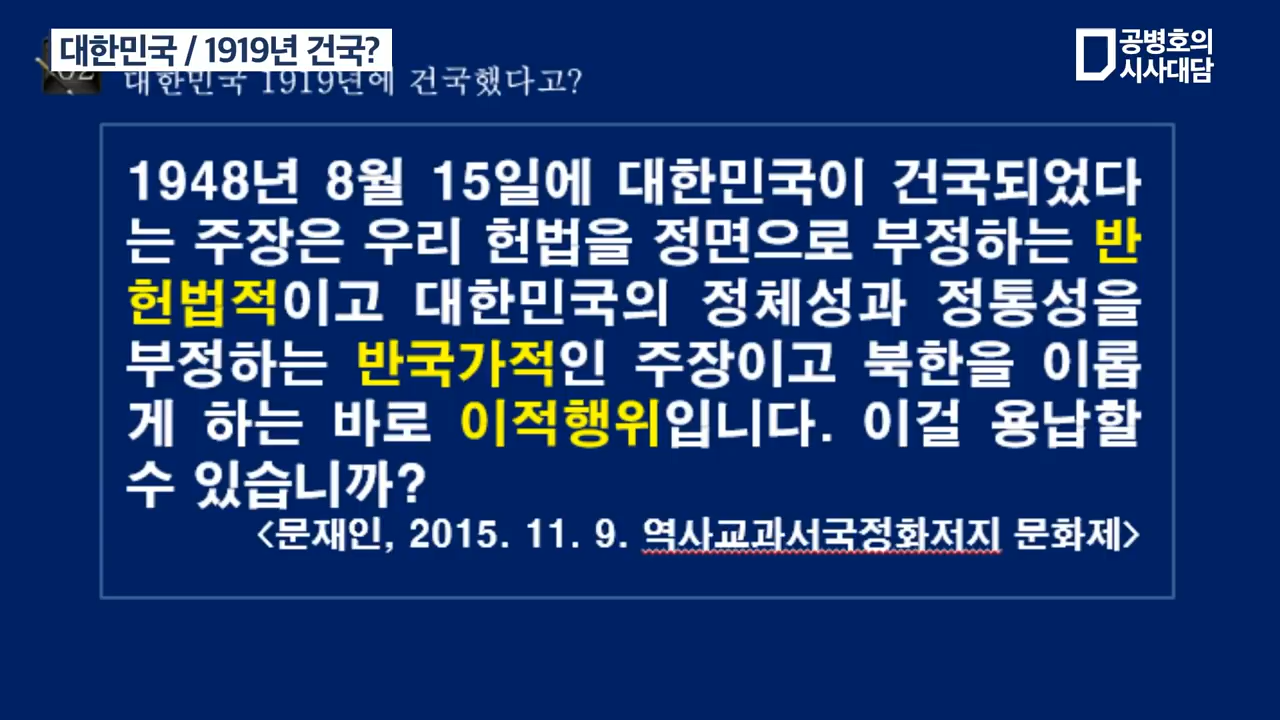 대한민국 / 1919년 건국?
공병호의
시사대담
02
대한민국 1919년에 건국했다고?
1948년 8월 15일에 대한민국이 건국되었다
는 주장은 우리 헌법을 정면으로 부정하는 반
헌법적이고 대한민국의 정체성과 정통성을
부정하는 반국가적인 주장이고 북한을 이롭
게 하는 바로 이적행위입니다. 이걸 용납할
수 있습니까?
<문재인, 2015. 11. 9. 역사교과서국정화저지 문화제>